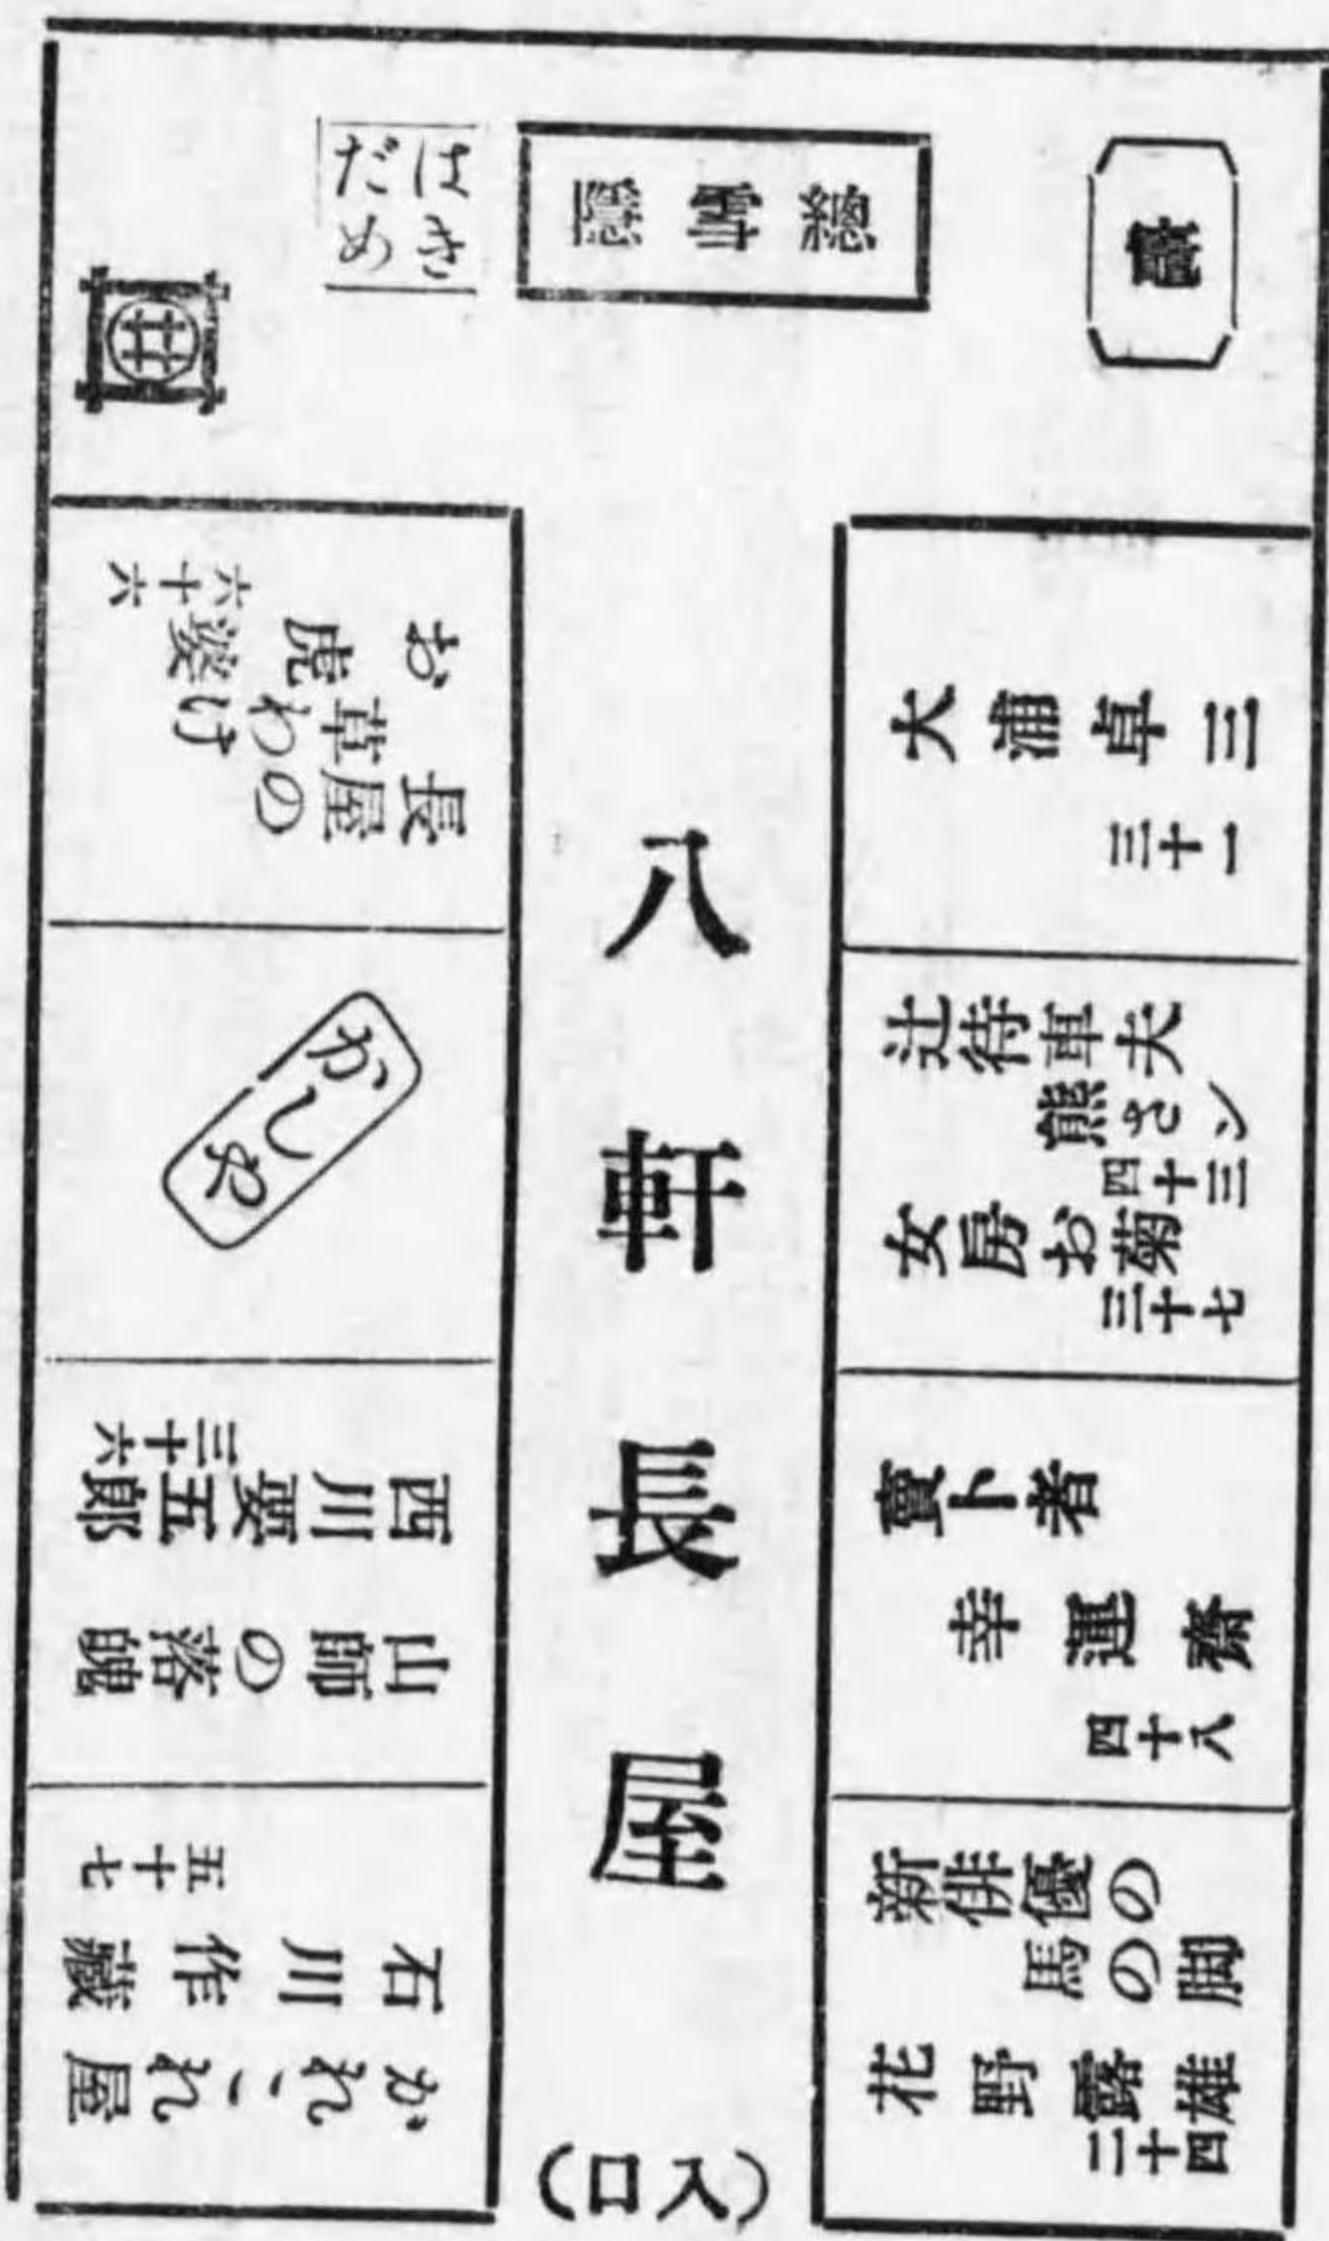 八軒長屋
(入口)
總雪隱
はきだめ
井
大浦卓三
三十一
辻待車夫
熊さン
四十三
女房お菊
三十七
賣卜者
幸運齋
四十八
新俳優の
馬の脚
花野露雄
二十四
長屋の
草わけ婆
お虎
六十六
かしや
山師の落魄
西川要五郎
三十六
かれこれ屋
石川作藏
五十七